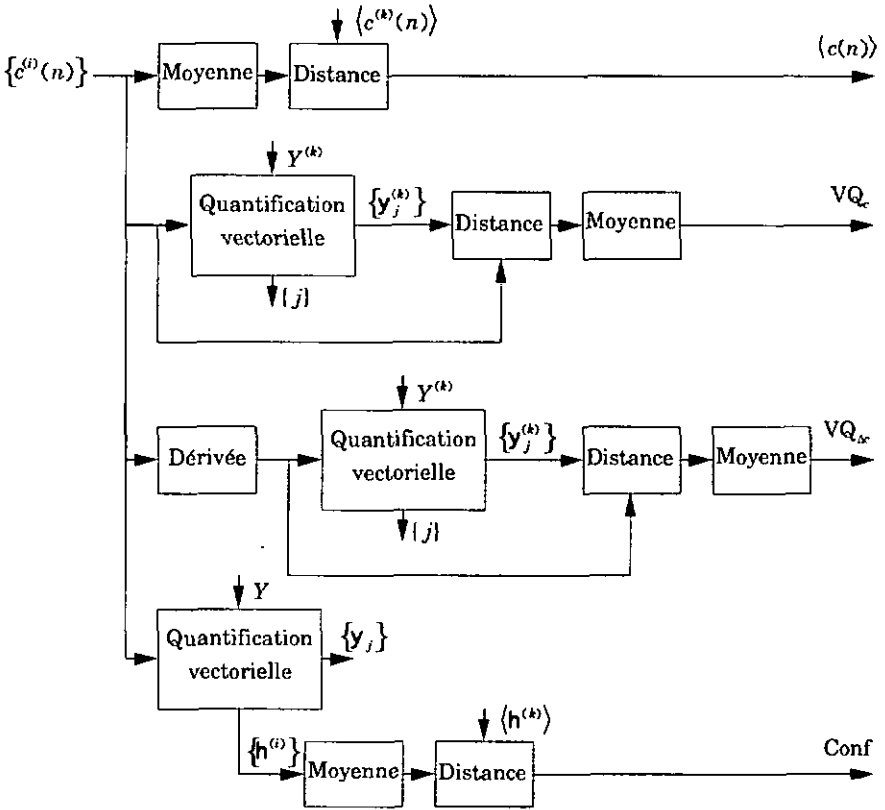 ⟨c⁽ᵏ⁾(n)⟩
{c⁽ⁱ⁾(n)}
Moyenne
Distance
⟨c(n)⟩
Y⁽ᵏ⁾
Quantification
vectorielle
{y_j⁽ᵏ⁾}
Distance
Moyenne
VQ_c
{j}
Y⁽ᵏ⁾
Dérivée
Quantification
vectorielle
{y_j⁽ᵏ⁾}
Distance
Moyenne
VQ_Δc
{j}
Y
Quantification
vectorielle
{y_j}
⟨h⁽ᵏ⁾⟩
{h⁽ⁱ⁾}
Moyenne
Distance
Conf